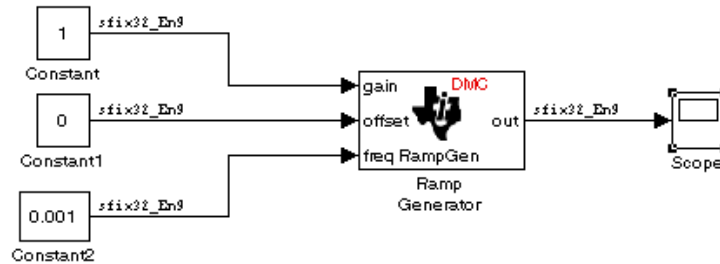 1
sfix32_En9
Constant
0
sfix32_En9
Constant1
0.001
sfix32_En9
Constant2
gain
DMC
offset
out
freq RampGen
Ramp
Generator
sfix32_En9
Scope